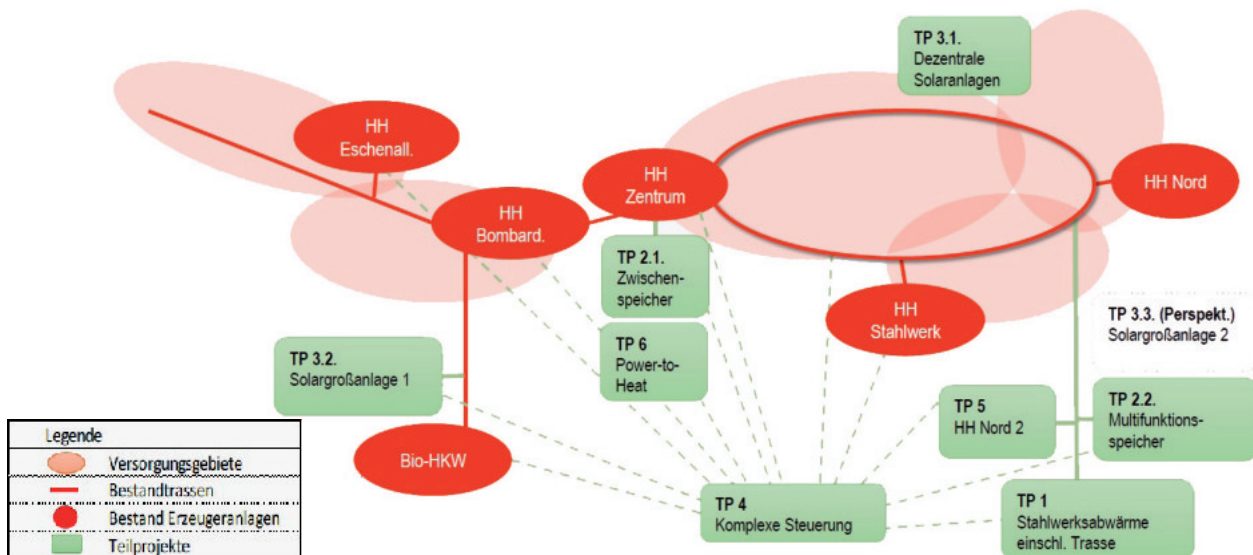 TP 3.1.
Dezentrale
Solaranlagen
HH
Eschenall.
HH
Zentrum
HH Nord
HH
Bombard.
TP 2.1.
Zwischen-
speicher
HH
Stahlwerk
TP 3.3. (Perspekt.)
Solargroßanlage 2
TP 3.2.
Solargroßanlage 1
TP 6
Power-to-
Heat
TP 5
HH Nord 2
TP 2.2.
Multifunktions-
speicher
Bio-HKW
TP 4
Komplexe Steuerung
TP 1
Stahlwerksabwärme
einschl. Trasse
Legende
Versorgungsgebiete
Bestandtrassen
Bestand Erzeugeranlagen
Teilprojekte